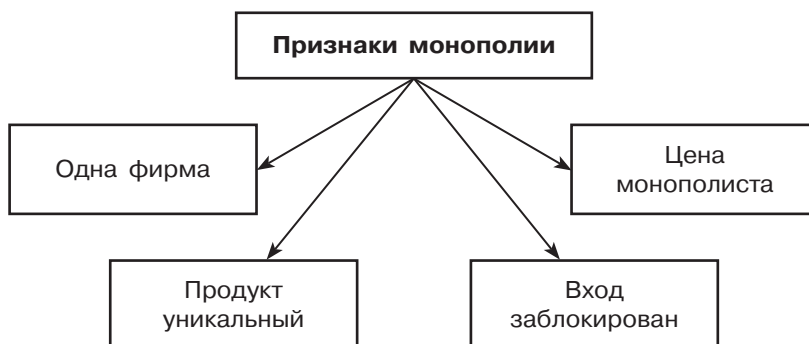 Признаки монополии
Одна фирма
Цена
монополиста
Продукт
уникальный
Вход
заблокирован